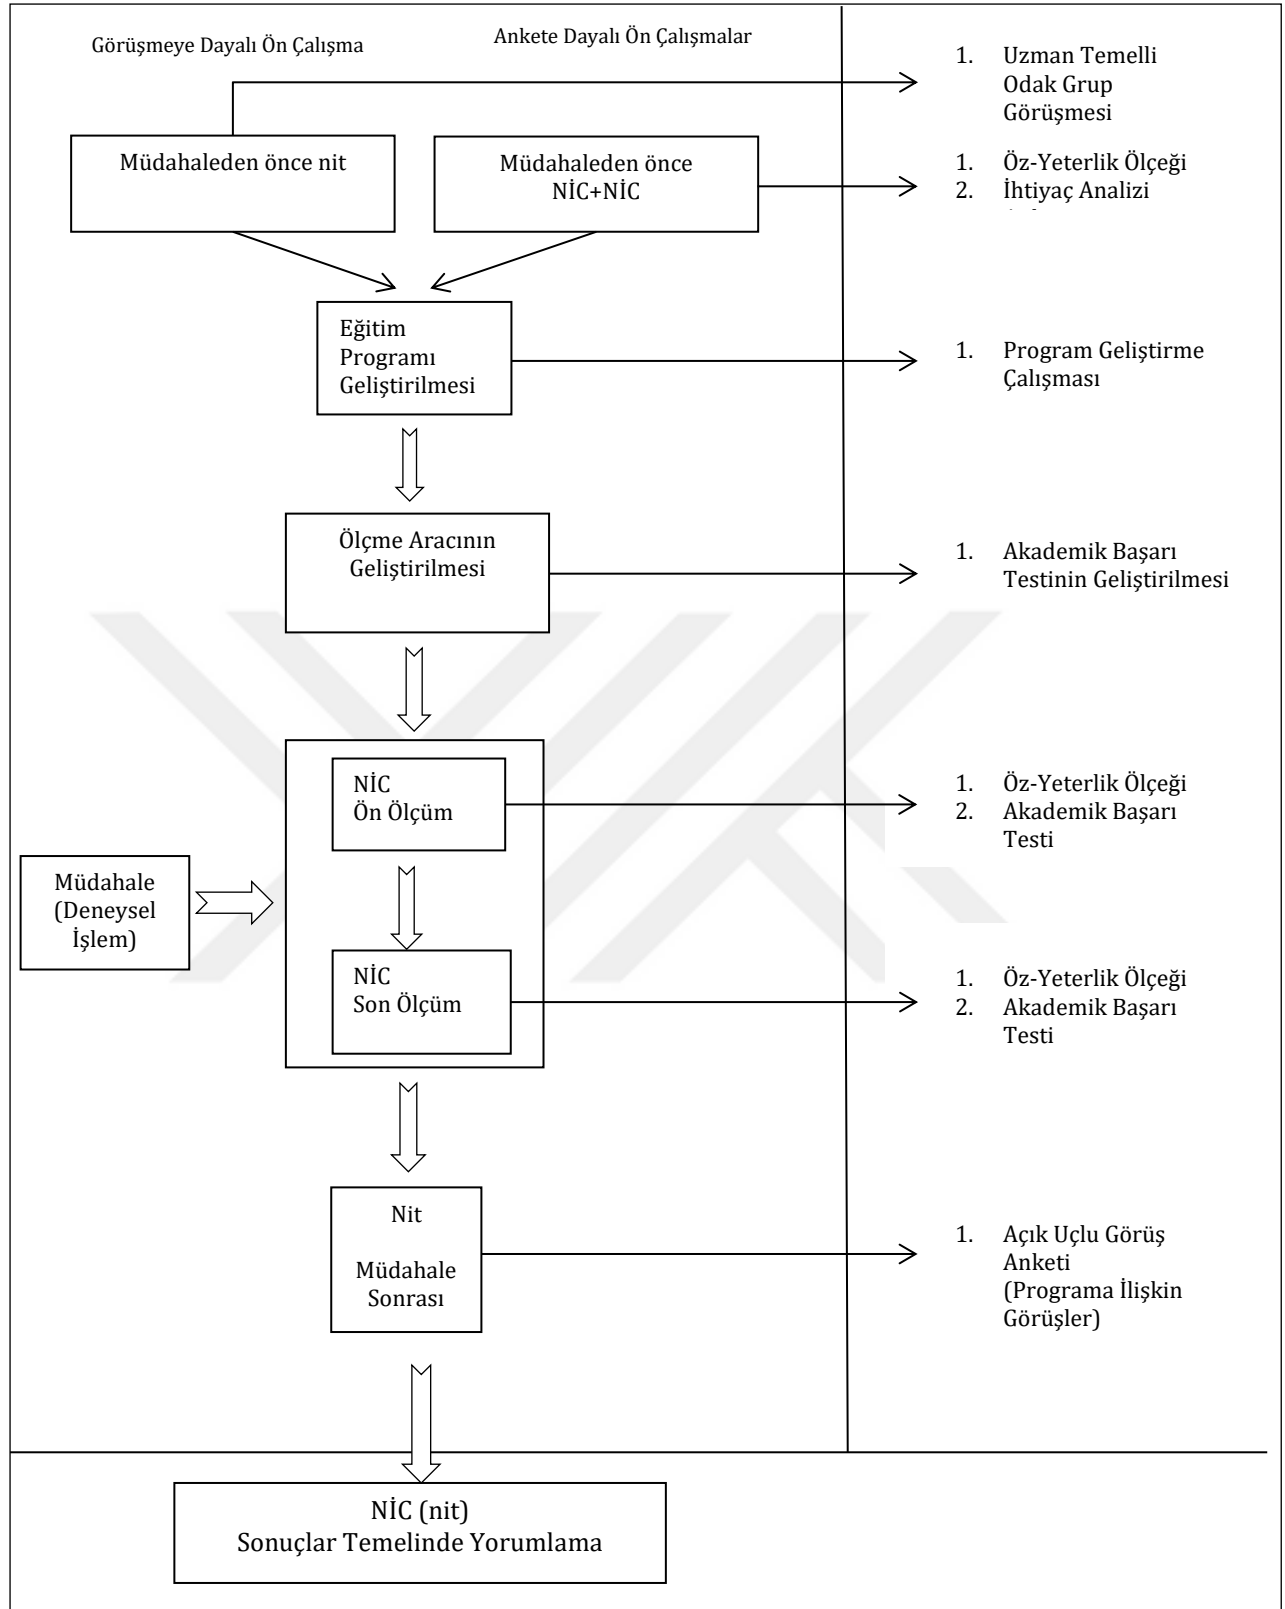 Görüşmeye Dayalı Ön Çalışma
Ankete Dayalı Ön Çalışmalar
1. Uzman Temelli
Odak Grup
Görüşmesi
Müdahaleden önce nit
Müdahaleden önce
NİC+NİC
1. Öz-Yeterlik Ölçeği
2. İhtiyaç Analizi
Eğitim
Programı
Geliştirilmesi
1. Program Geliştirme
Çalışması
Ölçme Aracının
Geliştirilmesi
1. Akademik Başarı
Testinin Geliştirilmesi
NİC
Ön Ölçüm
1. Öz-Yeterlik Ölçeği
2. Akademik Başarı
Testi
Müdahale
(Deneysel
İşlem)
NİC
Son Ölçüm
1. Öz-Yeterlik Ölçeği
2. Akademik Başarı
Testi
Nit
Müdahale
Sonrası
1. Açık Uçlu Görüş
Anketi
(Programa İlişkin
Görüşler)
NİC (nit)
Sonuçlar Temelinde Yorumlama